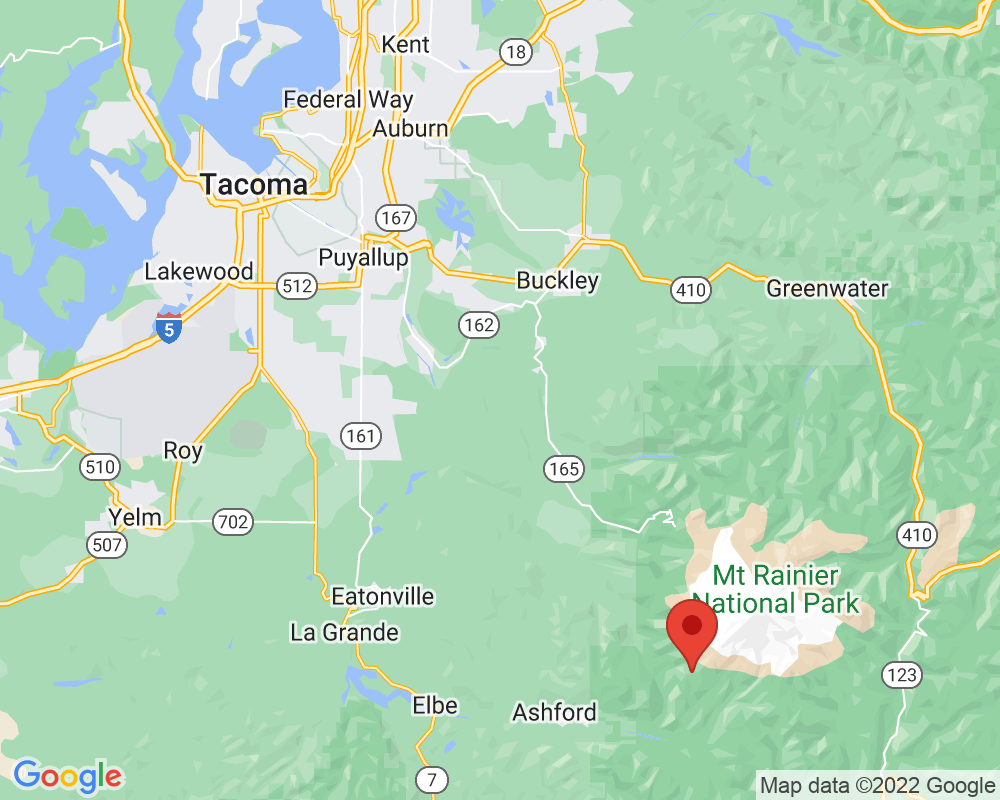 Kent
18
Federal Way
Auburn
Tacoma
167
Puyallup
Lakewood
512
Buckley
410
Greenwater
5
162
161
Roy
510
165
Yelm
702
507
410
Mt Rainier
National Park
Eatonville
La Grande
123
Elbe
Ashford
7
Google
Map data ©2022 Google